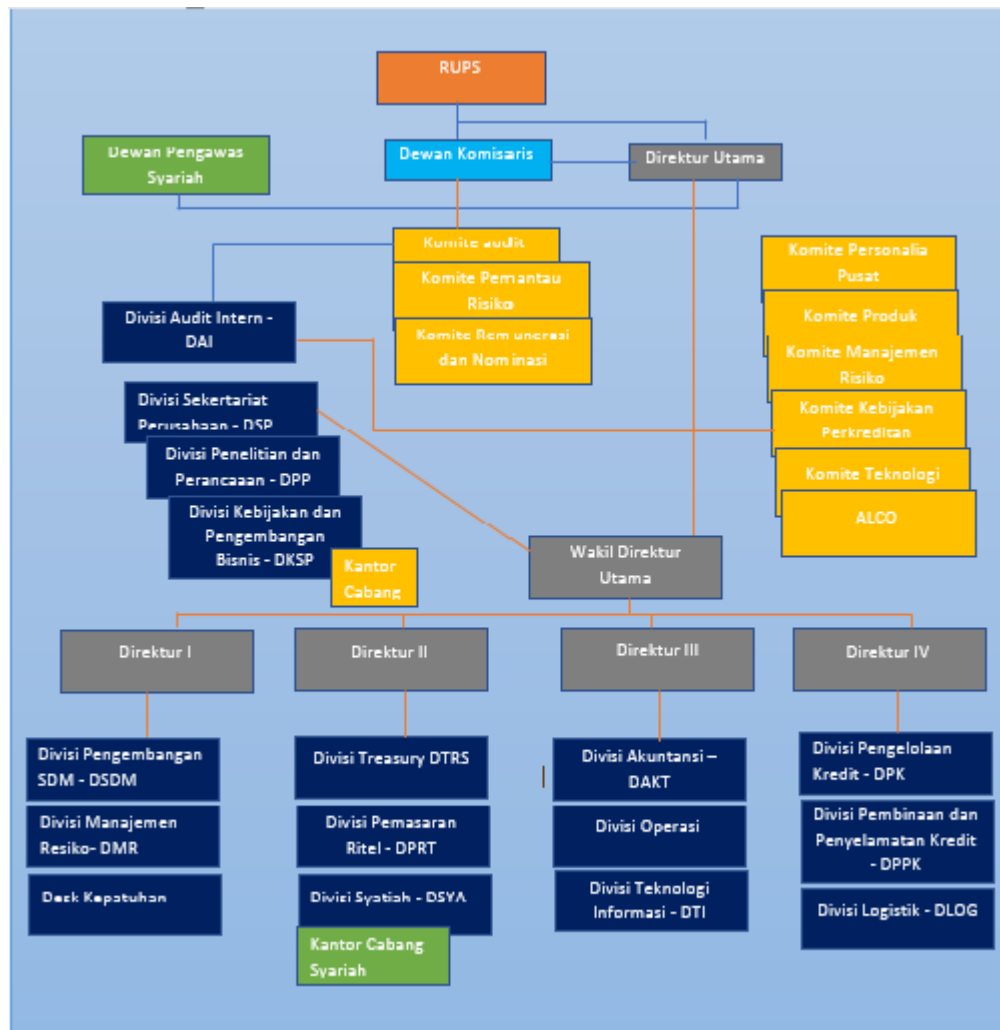 RUPS
Dewan Pengawas
Syariah
Dewan Komisaris
Direktur Utama
Komite audit
Komite Pemantau
Risiko
Komite Remunerasi
dan Nominasi
Komite Personalia
Pusat
Komite Produk
Komite Manajemen
Risiko
Komite Kebijakan
Perkreditan
Komite Teknologi
ALCO
Divisi Audit Intern -
DAI
Divisi Sekertariat
Perusahaan - DSP
Divisi Penelitian dan
Perancaaan - DPP
Divisi Kebijakan dan
Pengembangan
Bisnis - DKSP
Kantor
Cabang
Wakil Direktur
Utama
Direktur I
Direktur II
Direktur III
Direktur IV
Divisi Pengembangan
SDM - DSDM
Divisi Manajemen
Resiko- DMR
Desk Kepatuhan
Divisi Treasury DTRS
Divisi Pemasaran
Ritel - DPRT
Divisi Syatiah - DSYA
Kantor Cabang
Syariah
Divisi Akuntansi –
DAKT
Divisi Operasi
Divisi Teknologi
Informasi - DTI
Divisi Pengelolaan
Kredit - DPK
Divisi Pembinaan dan
Penyelamatan Kredit
- DPPK
Divisi Logistik - DLOG